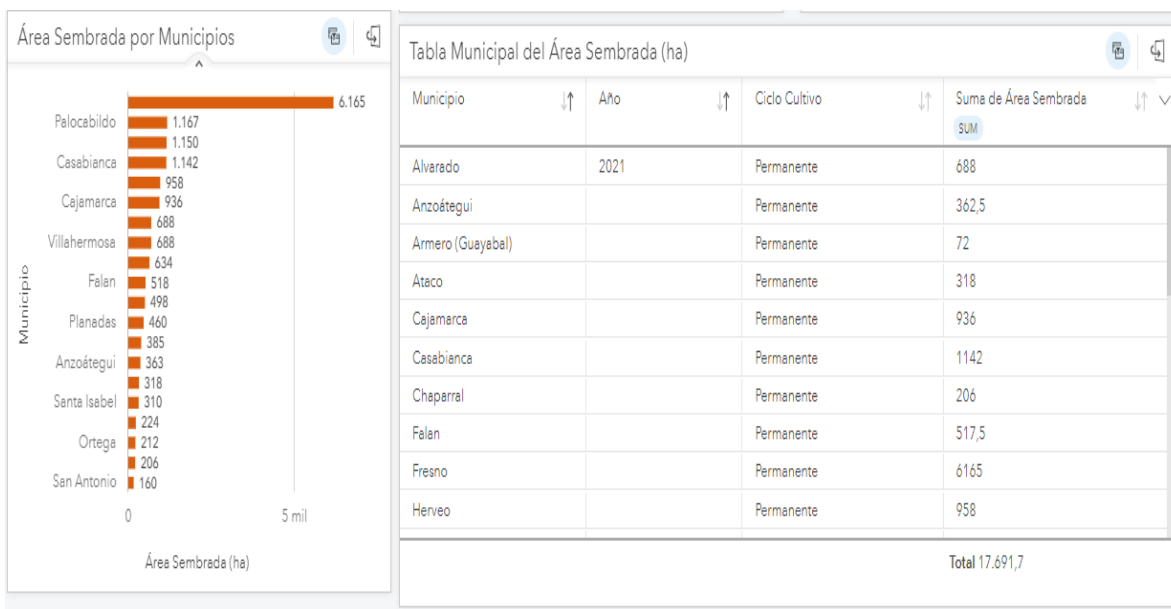 Área Sembrada por Municipios
6.165
Palocabildo 1.167
1.150
Casabianca 1.142
958
Cajamarca 936
688
Villahermosa 688
634
Falan 518
498
Planadas 460
385
Anzoátegui 363
318
Santa Isabel 310
224
Ortega 212
206
San Antonio 160
Municipio
0 5 mil
Área Sembrada (ha)
Tabla Municipal del Área Sembrada (ha)
Municipio Año Ciclo Cultivo Suma de Área Sembrada
SUM
Alvarado 2021 Permanente 688
Anzoátegui Permanente 362,5
Armero (Guayabal) Permanente 72
Ataco Permanente 318
Cajamarca Permanente 936
Casabianca Permanente 1142
Chaparral Permanente 206
Falan Permanente 517,5
Fresno Permanente 6165
Herveo Permanente 958
Total 17.691,7